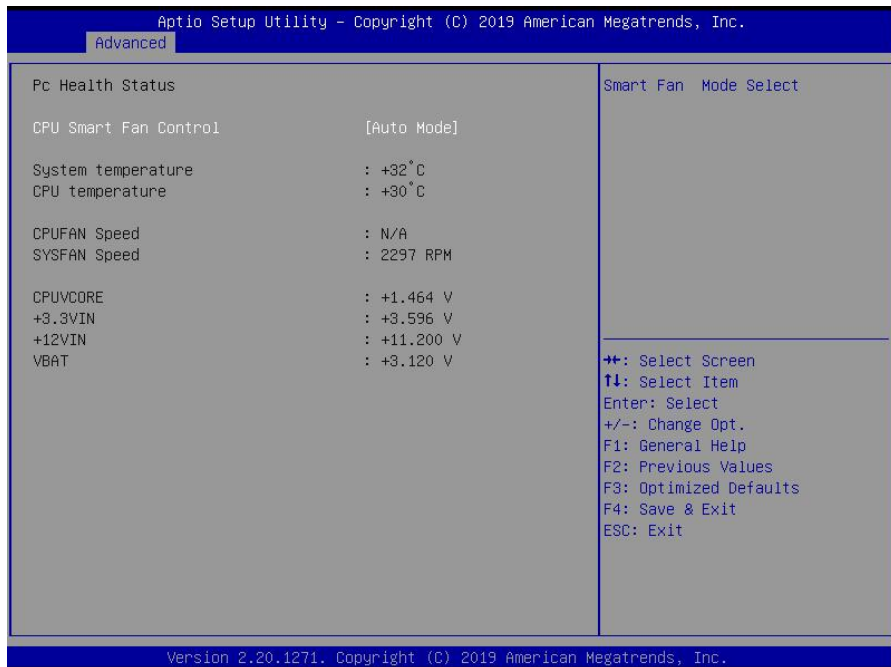 Aptio Setup Utility – Copyright (C) 2019 American Megatrends, Inc.
Advanced
Pc Health Status
CPU Smart Fan Control [Auto Mode]
System temperature : +32°C
CPU temperature : +30°C
CPUFAN Speed : N/A
SYSFAN Speed : 2297 RPM
CPUVCORE : +1.464 V
+3.3VIN : +3.596 V
+12VIN : +11.200 V
VBAT : +3.120 V
Smart Fan Mode Select
→←: Select Screen
↑↓: Select Item
Enter: Select
+/-: Change Opt.
F1: General Help
F2: Previous Values
F3: Optimized Defaults
F4: Save & Exit
ESC: Exit
Version 2.20.1271. Copyright (C) 2019 American Megatrends, Inc.